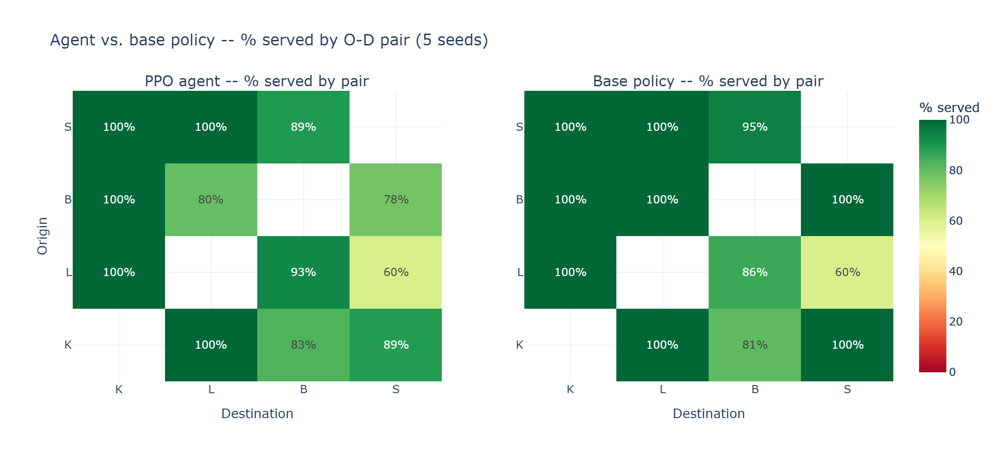 Agent vs. base policy -- % served by O-D pair (5 seeds)
PPO agent -- % served by pair
Origin
S 100% 100% 89%
B 100% 80% 78%
L 100% 93% 60%
K 100% 83% 89%
K L B S
Destination
Base policy -- % served by pair
S 100% 100% 95%
B 100% 100% 100%
L 100% 86% 60%
K 100% 81% 100%
K L B S
Destination
% served
100
80
60
40
20
0